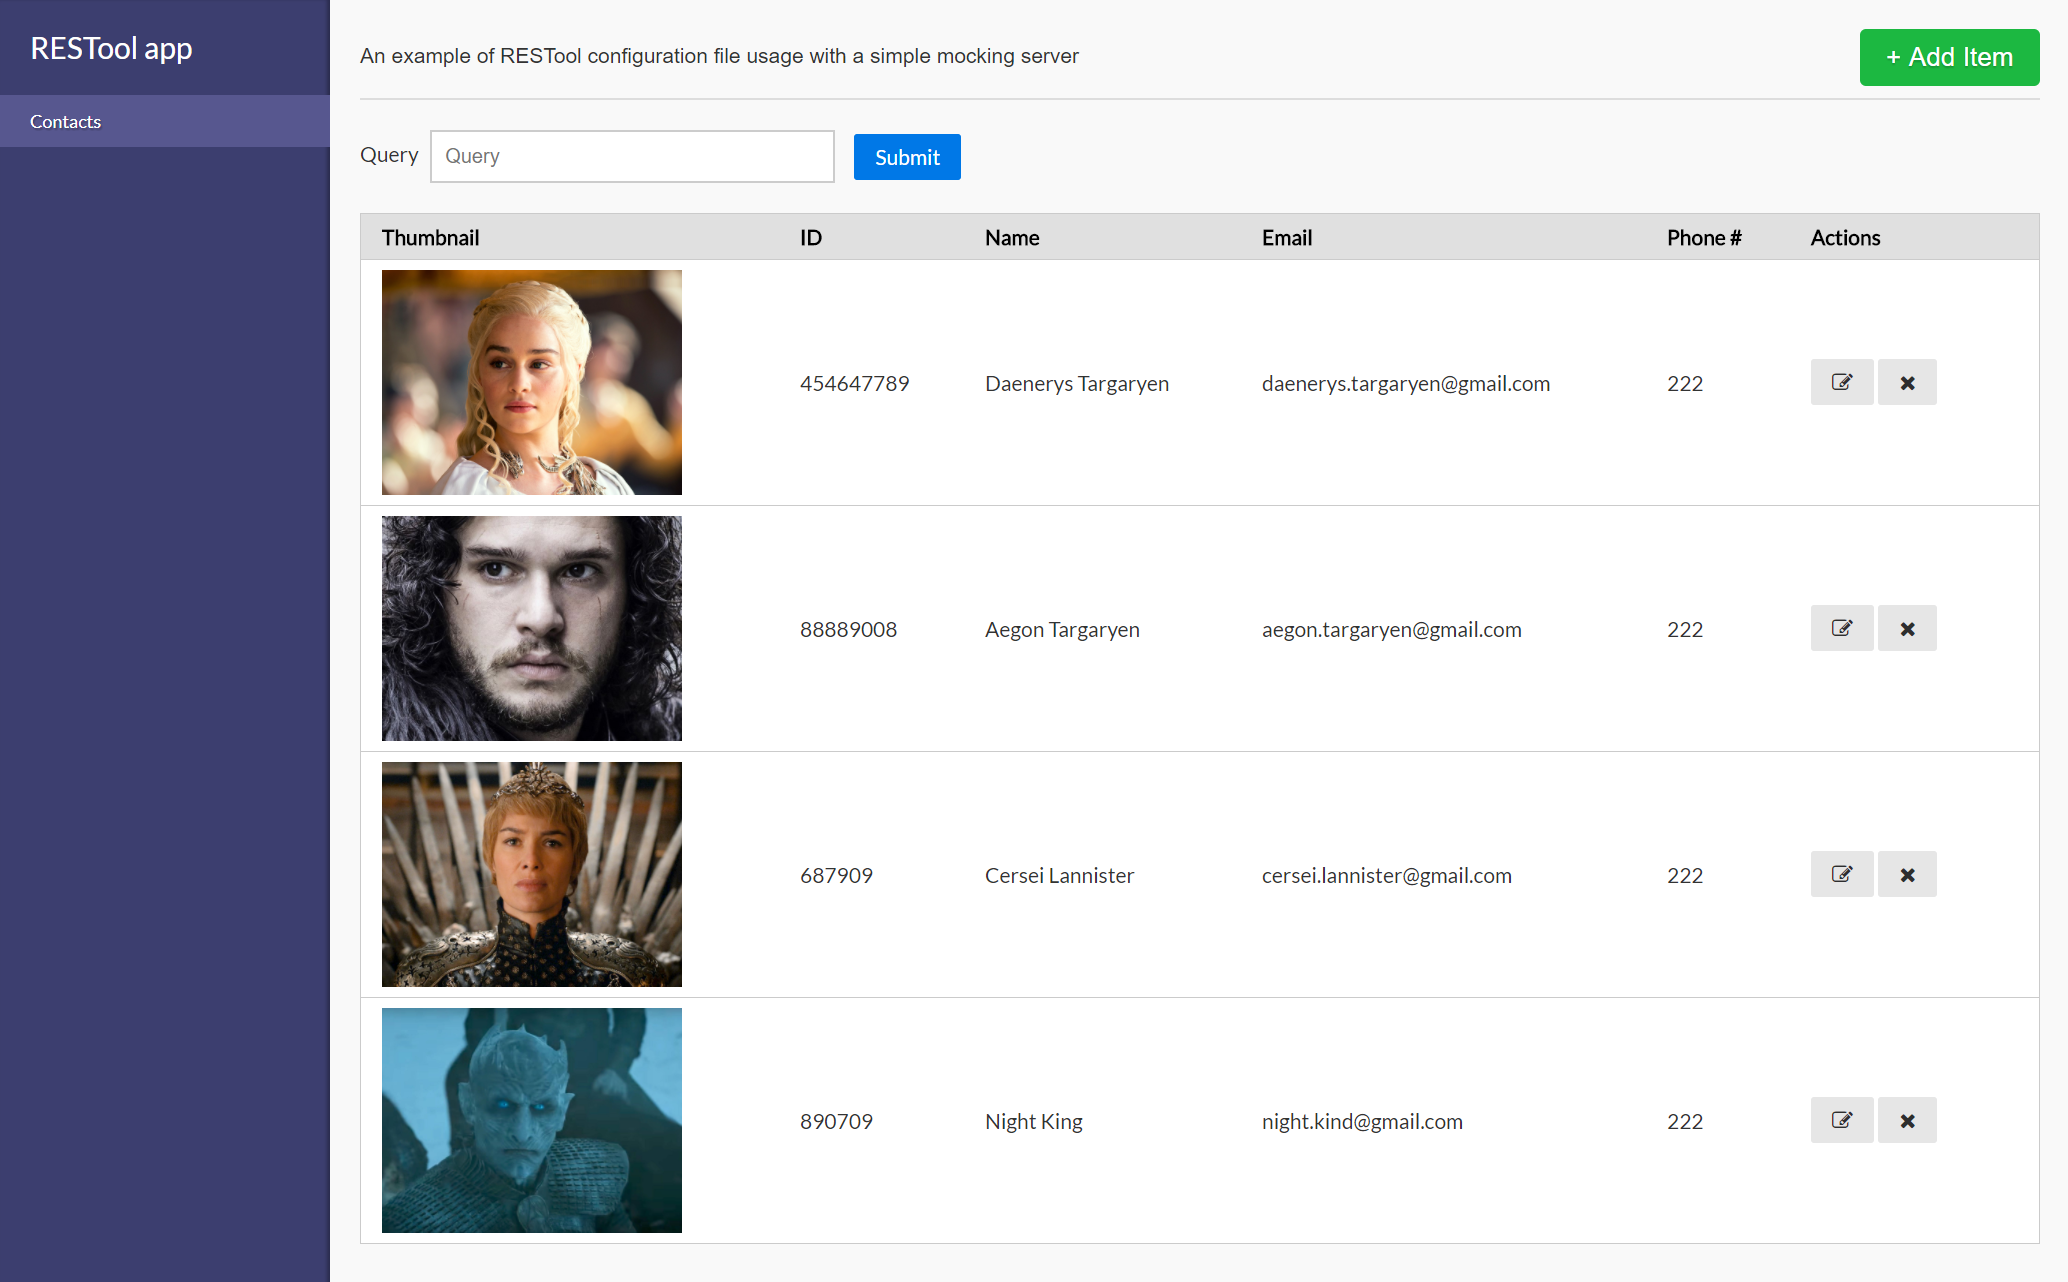 RESTool app
Contacts
An example of RESTool configuration file usage with a simple mocking server
+ Add Item
Query Query Submit
Thumbnail ID Name Email Phone # Actions
454647789 Daenerys Targaryen daenerys.targaryen@gmail.com 222
88889008 Aegon Targaryen aegon.targaryen@gmail.com 222
687909 Cersei Lannister cersei.lannister@gmail.com 222
890709 Night King night.kind@gmail.com 222